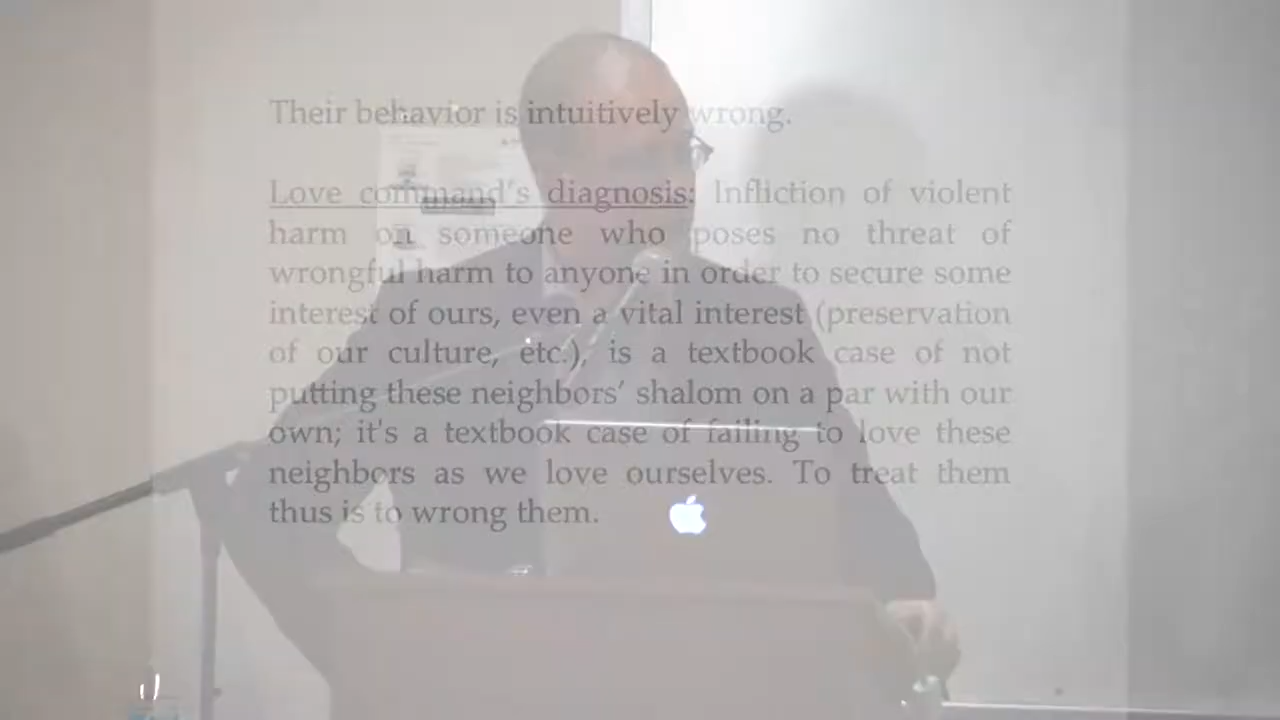 Their behavior is intuitively wrong.
Love command's diagnosis: Infliction of violent
harm on someone who poses no threat of
wrongful harm to anyone in order to secure some
interest of ours, even a vital interest (preservation
of our culture, etc.), is a textbook case of not
putting these neighbors' shalom on a par with our
own; it's a textbook case of failing to love these
neighbors as we love ourselves. To treat them
thus is to wrong them.